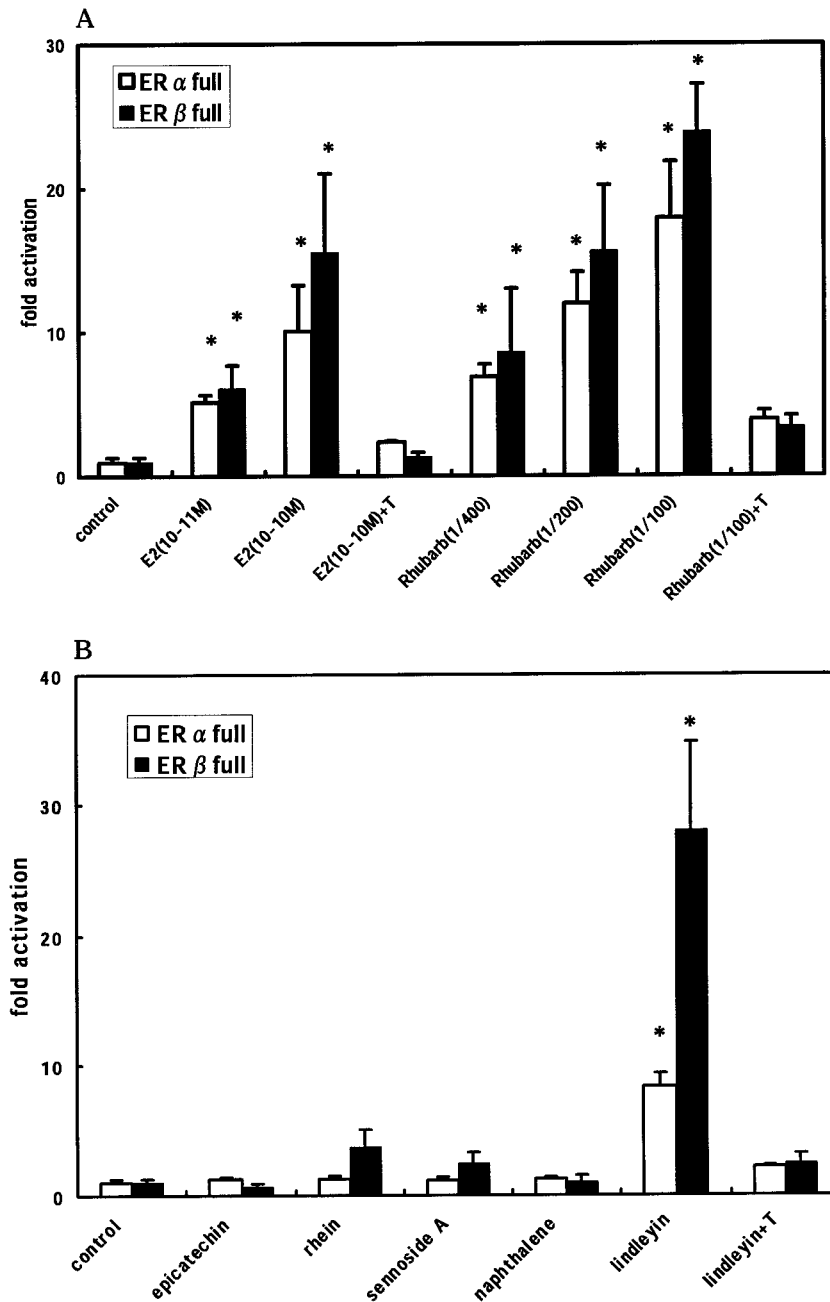 A
30
20
10
0
fold activation
ER α full
ER β full
*
*
*
*
*
*
*
*
*
*
control
E2(10-11M)
E2(10-10M)
E2(10-10M)+T
Rhubarb(1/400)
Rhubarb(1/200)
Rhubarb(1/100)
Rhubarb(1/100)+T
B
40
30
20
10
0
fold activation
ER α full
ER β full
*
*
control
epicatechin
rhein
sennoside A
naphthalene
lindleyin
lindleyin+T